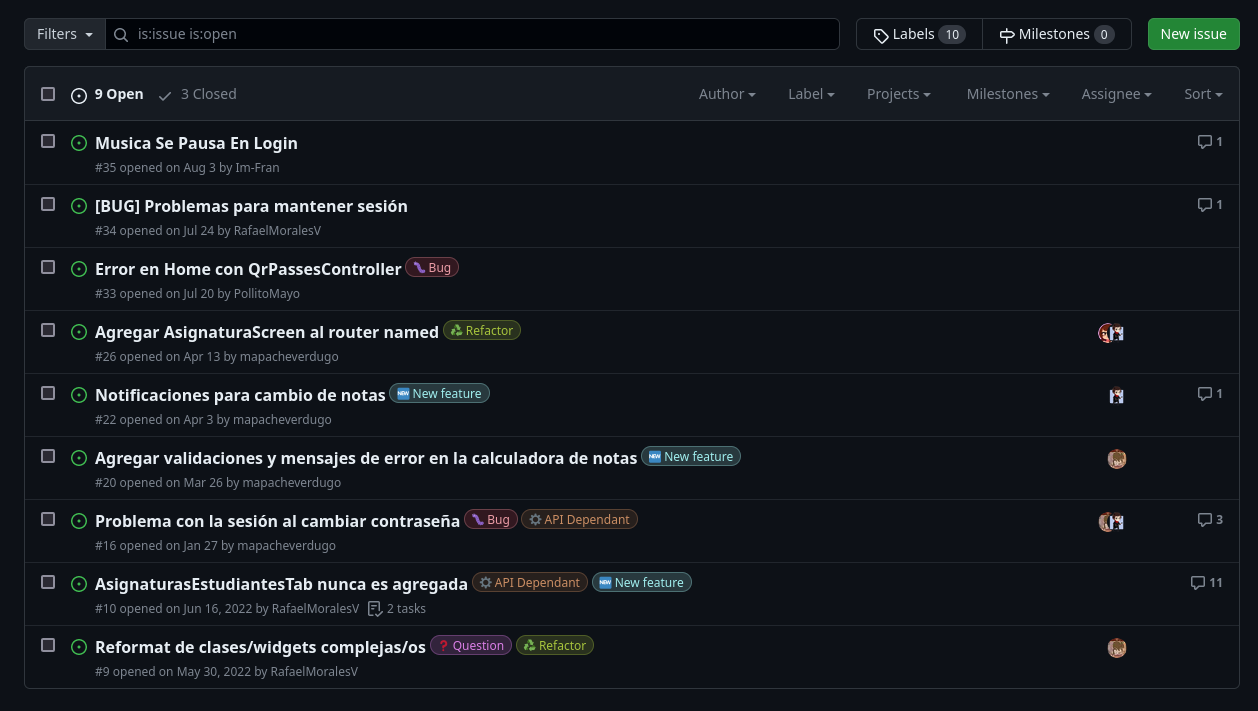 Filters is:issue is:open Labels 10 Milestones 0 New issue
9 Open 3 Closed Author Label Projects Milestones Assignee Sort
Musica Se Pausa En Login 1
#35 opened on Aug 3 by Im-Fran
[BUG] Problemas para mantener sesión 1
#34 opened on Jul 24 by RafaelMoralesV
Error en Home con QrPassesController Bug
#33 opened on Jul 20 by PollitoMayo
Agregar AsignaturaScreen al router named Refactor
#26 opened on Apr 13 by mapacheverdugo
Notificaciones para cambio de notas New feature 1
#22 opened on Apr 3 by mapacheverdugo
Agregar validaciones y mensajes de error en la calculadora de notas New feature
#20 opened on Mar 26 by mapacheverdugo
Problema con la sesión al cambiar contraseña Bug API Dependant 3
#16 opened on Jan 27 by mapacheverdugo
AsignaturasEstudiantesTab nunca es agregada API Dependant New feature 11
#10 opened on Jun 16, 2022 by RafaelMoralesV 2 tasks
Reformat de clases/widgets complejas/os Question Refactor
#9 opened on May 30, 2022 by RafaelMoralesV